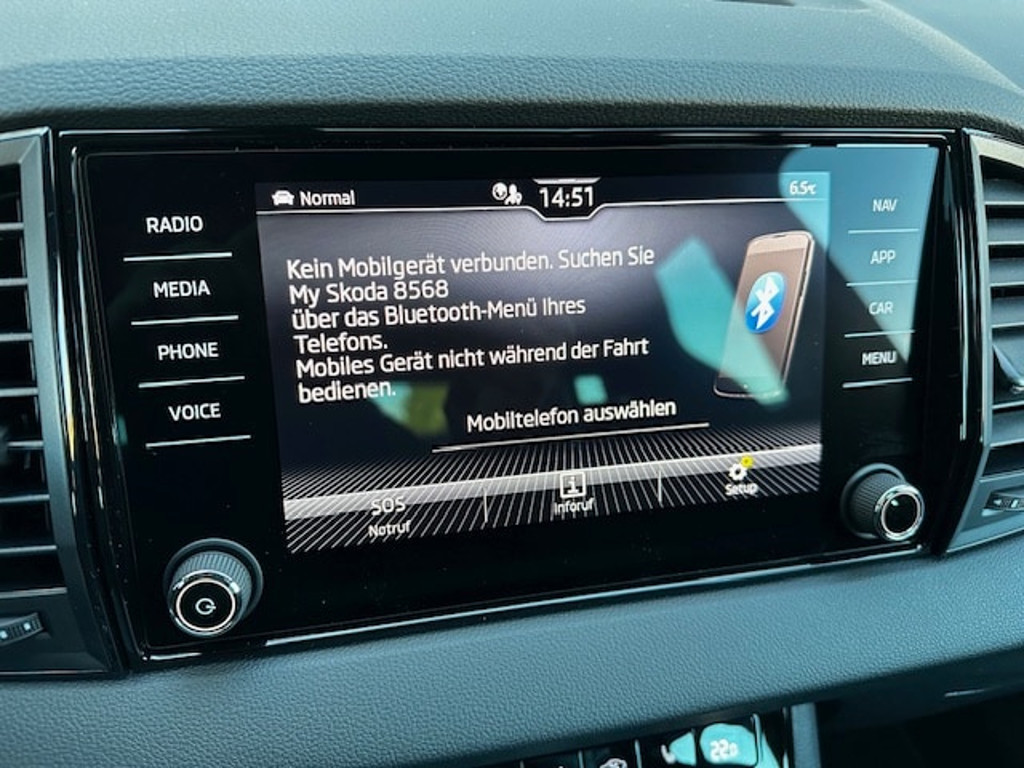 Normal
14:51
6.5°C
RADIO
MEDIA
PHONE
VOICE
Kein Mobilgerät verbunden. Suchen Sie
My Skoda 8568
über das Bluetooth-Menü Ihres
Telefons.
Mobiles Gerät nicht während der Fahrt
bedienen.
Mobiltelefon auswählen
SOS
Notruf
i
Inforuf
Setup
NAV
APP
CAR
MENU